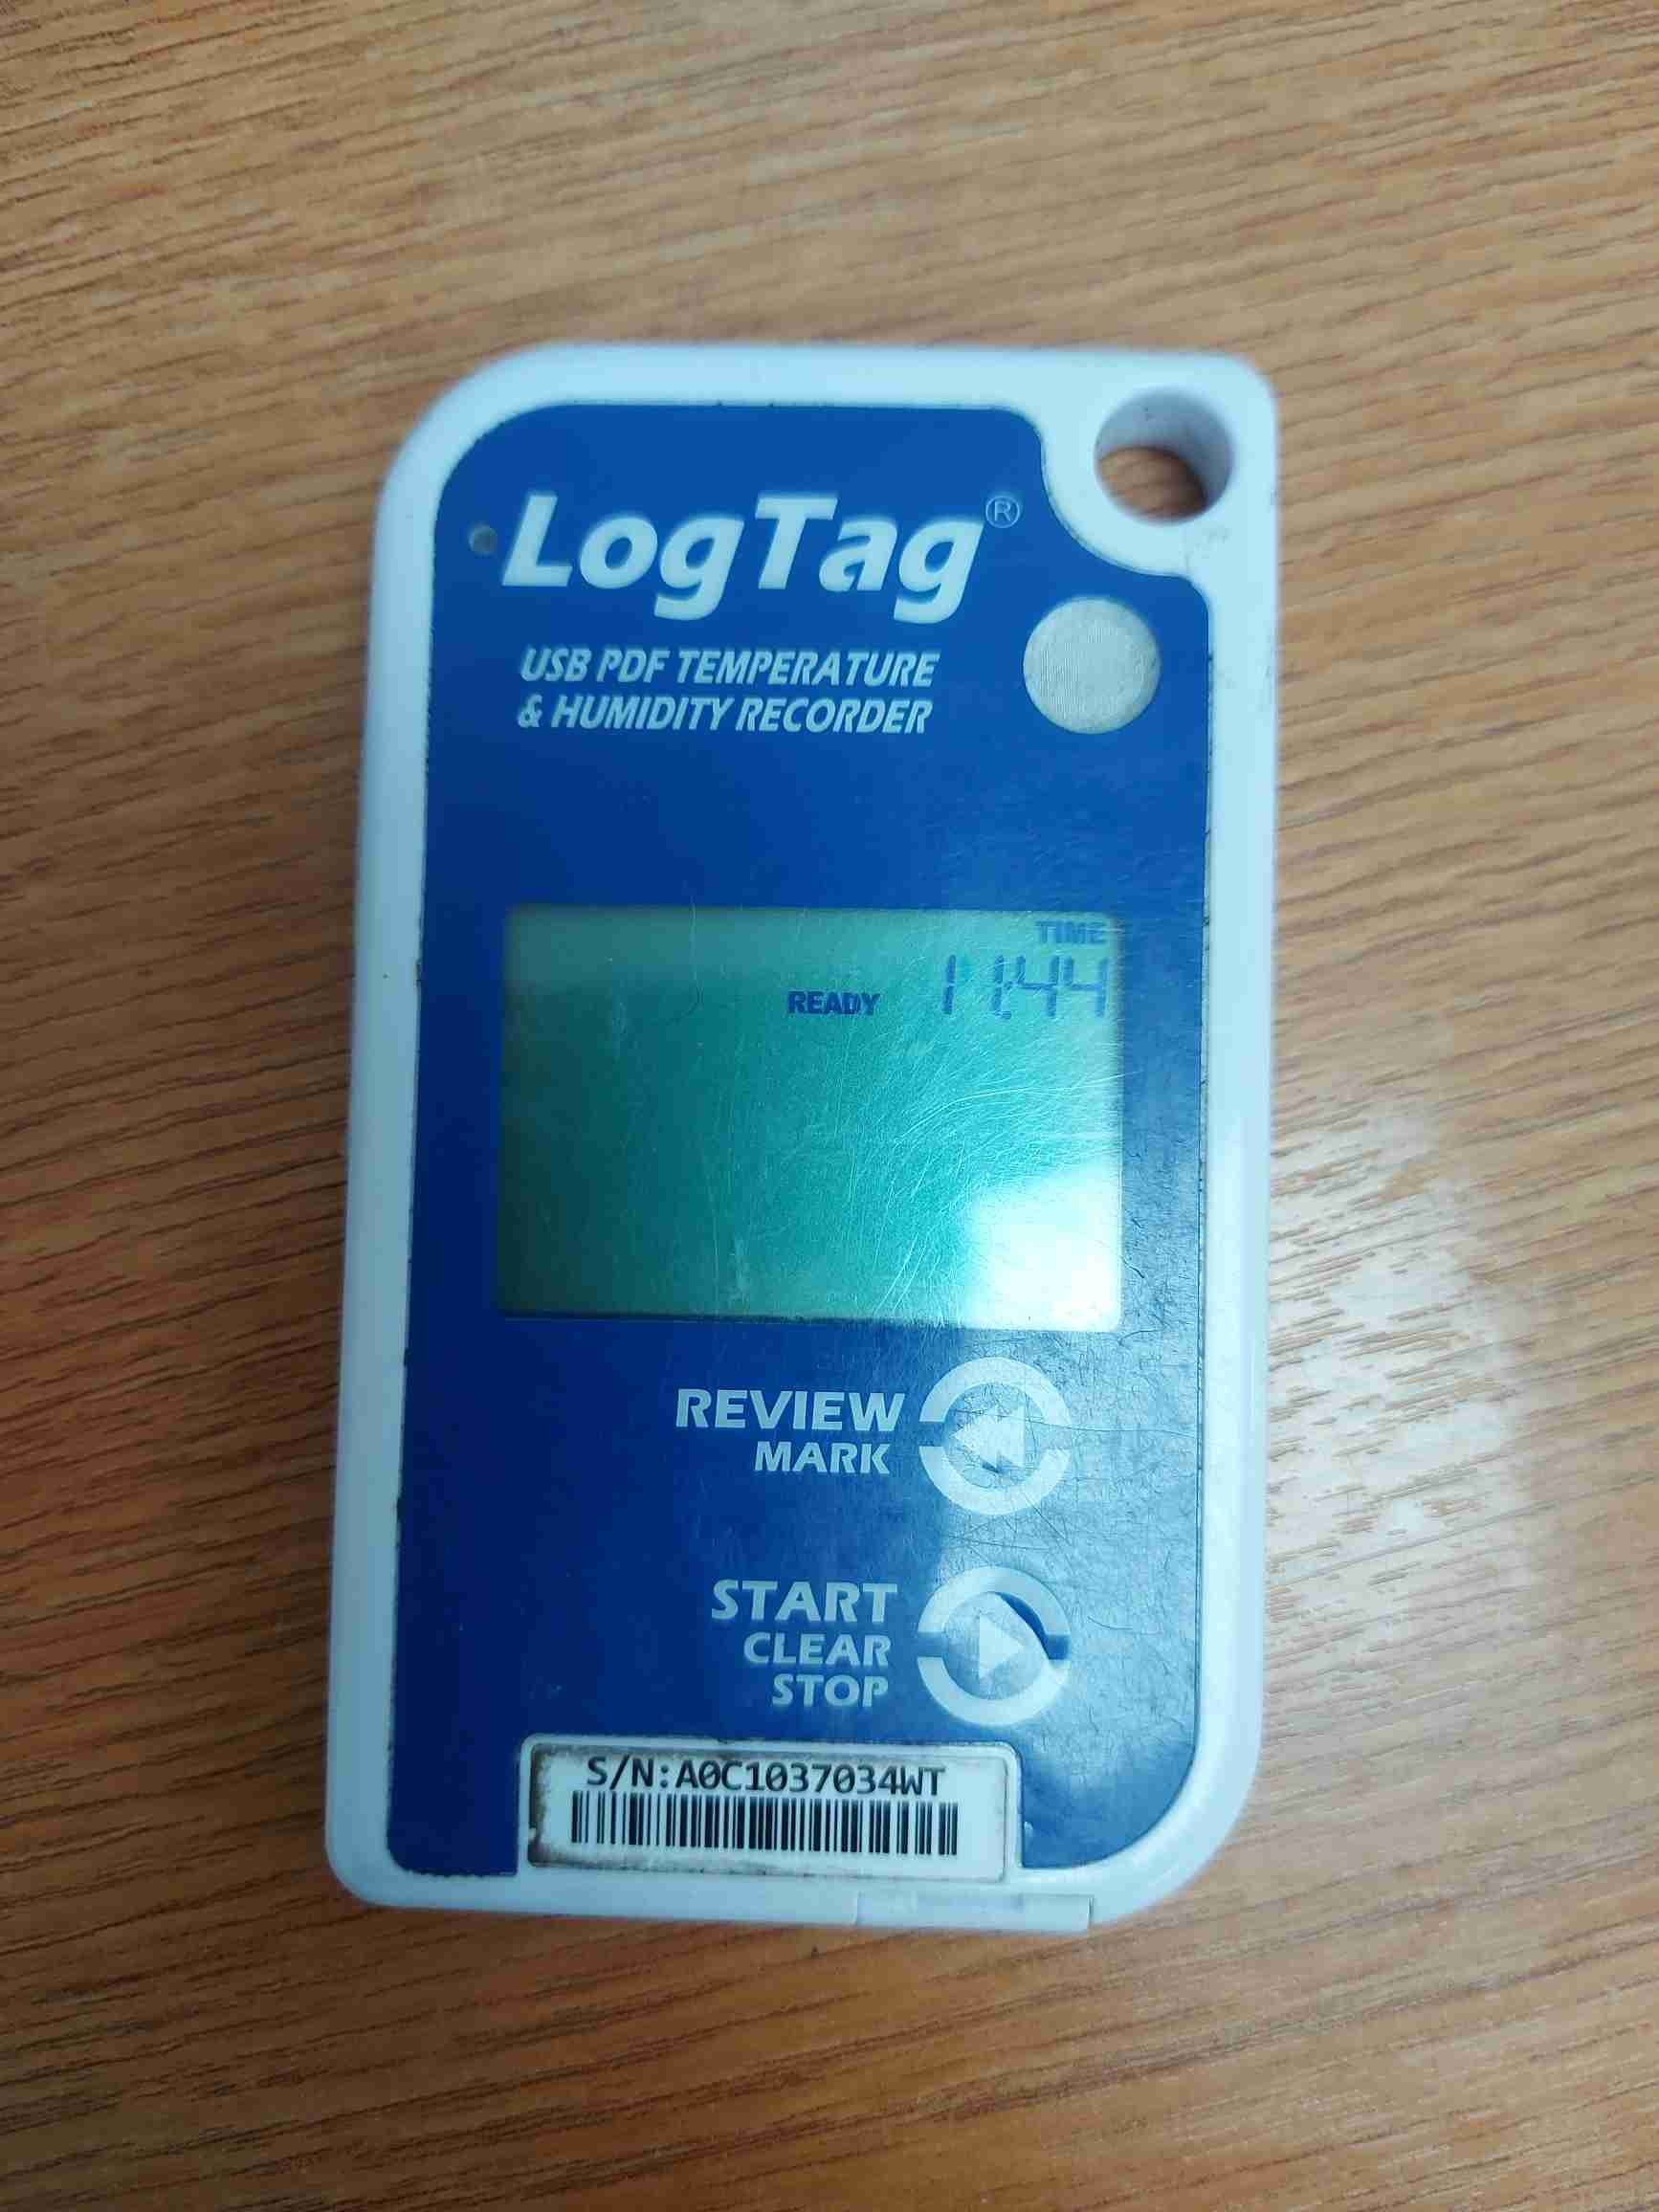 LogTag®
USB PDF TEMPERATURE
& HUMIDITY RECORDER
TIME
READY 11:44
REVIEW
MARK
START
CLEAR
STOP
S/N:A0C1037034WT